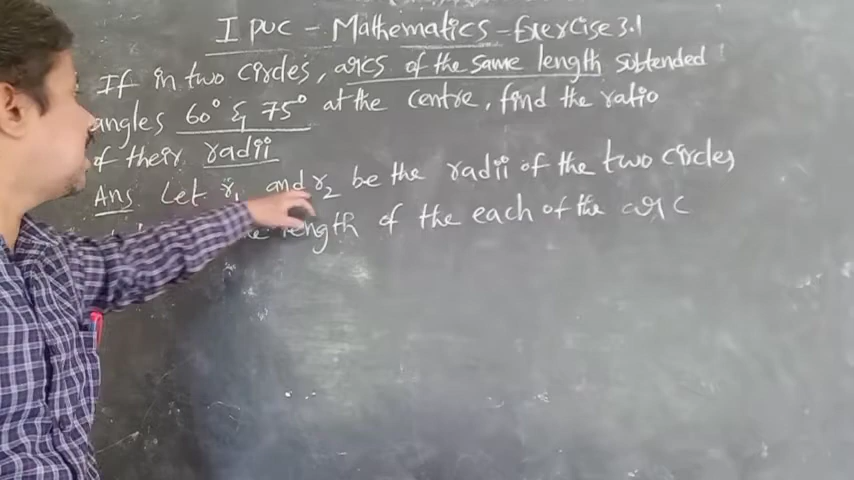 I PUC - Mathematics - Exercise 3.1
If in two circles, arcs of the same length subtended
angles 60° & 75° at the centre, find the ratio
of their radii
Ans Let r1 and r2 be the radii of the two circles
length of the each of the arc